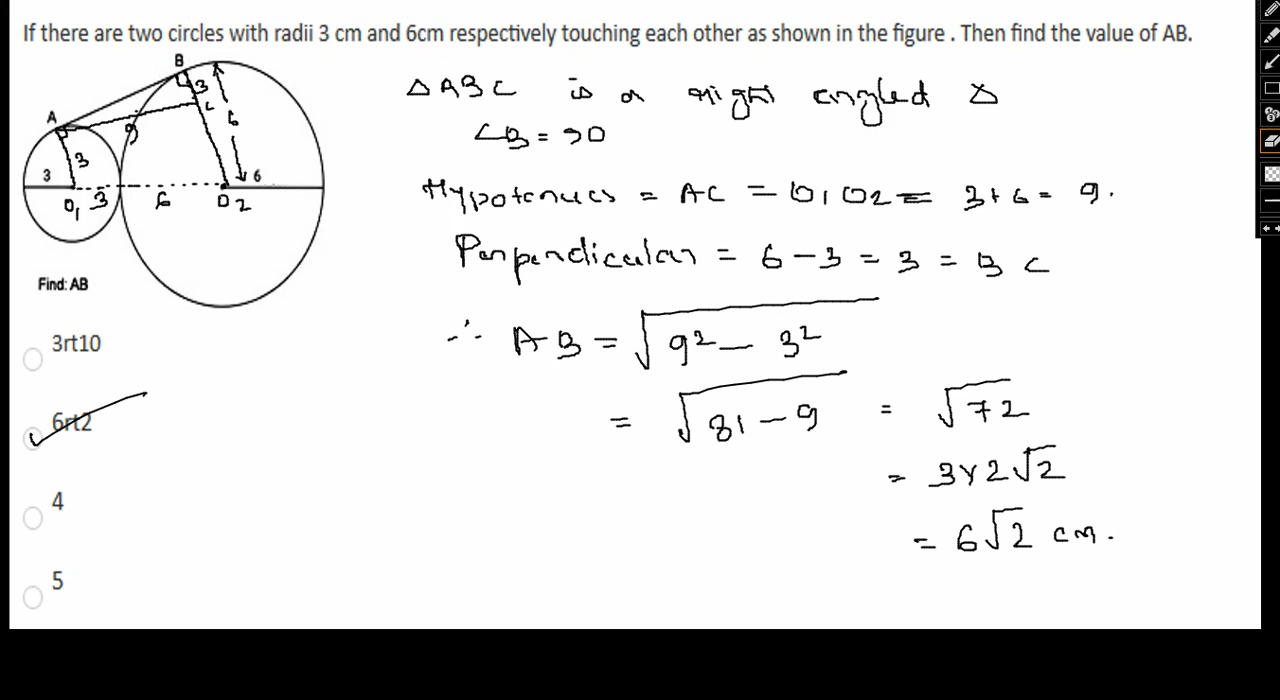 If there are two circles with radii 3 cm and 6cm respectively touching each other as shown in the figure . Then find the value of AB.
B
3
C
6
A
9
3
3
6
O1
3
6
O2
Find: AB
3rt10
6rt2
4
5
△ABC is a right angled △
∠B = 90
Hypotenues = AC = O1O2 = 3+6 = 9.
Perpendicular = 6-3 = 3 = BC
∴ AB = √9² - 3²
= √81-9 = √72
= 3×2√2
= 6√2 cm.